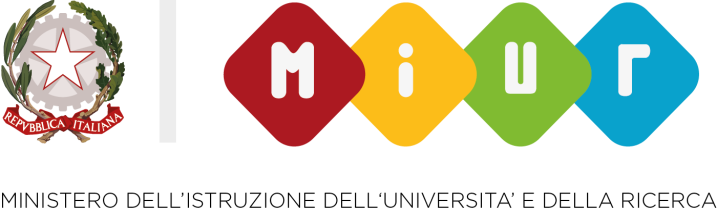 REPVBBLICA ITALIANA
MiUr
MINISTERO DELL’ISTRUZIONE DELL‘UNIVERSITA’ E DELLA RICERCA